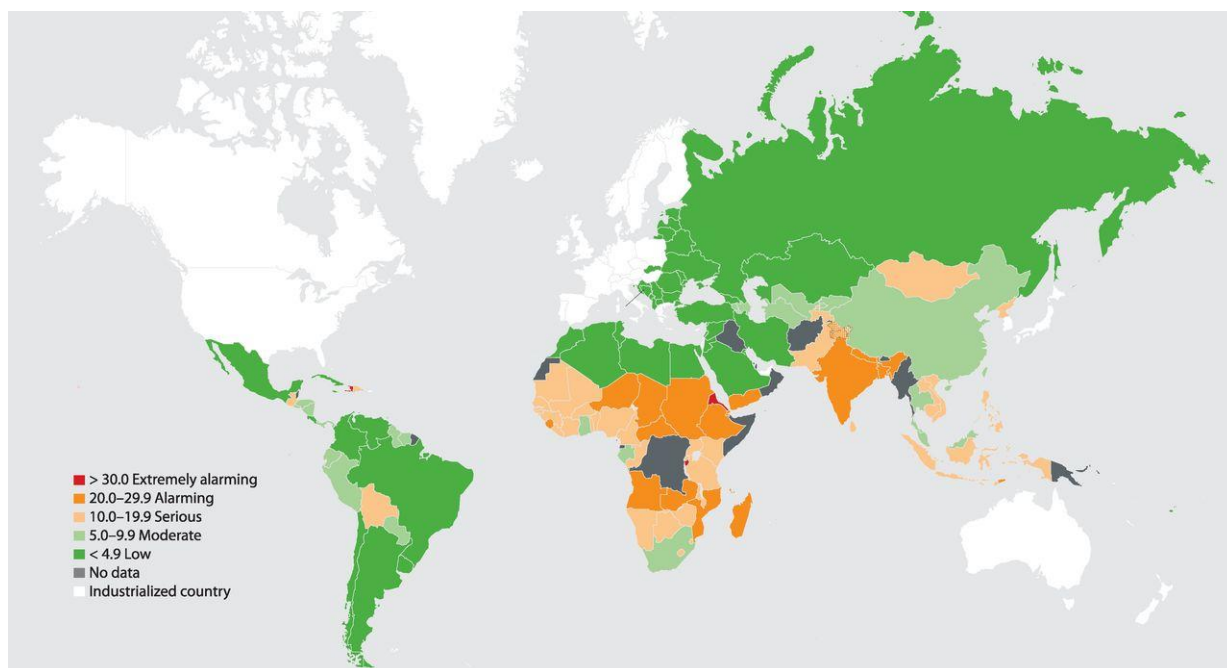 > 30.0 Extremely alarming
20.0–29.9 Alarming
10.0–19.9 Serious
5.0–9.9 Moderate
< 4.9 Low
No data
Industrialized country